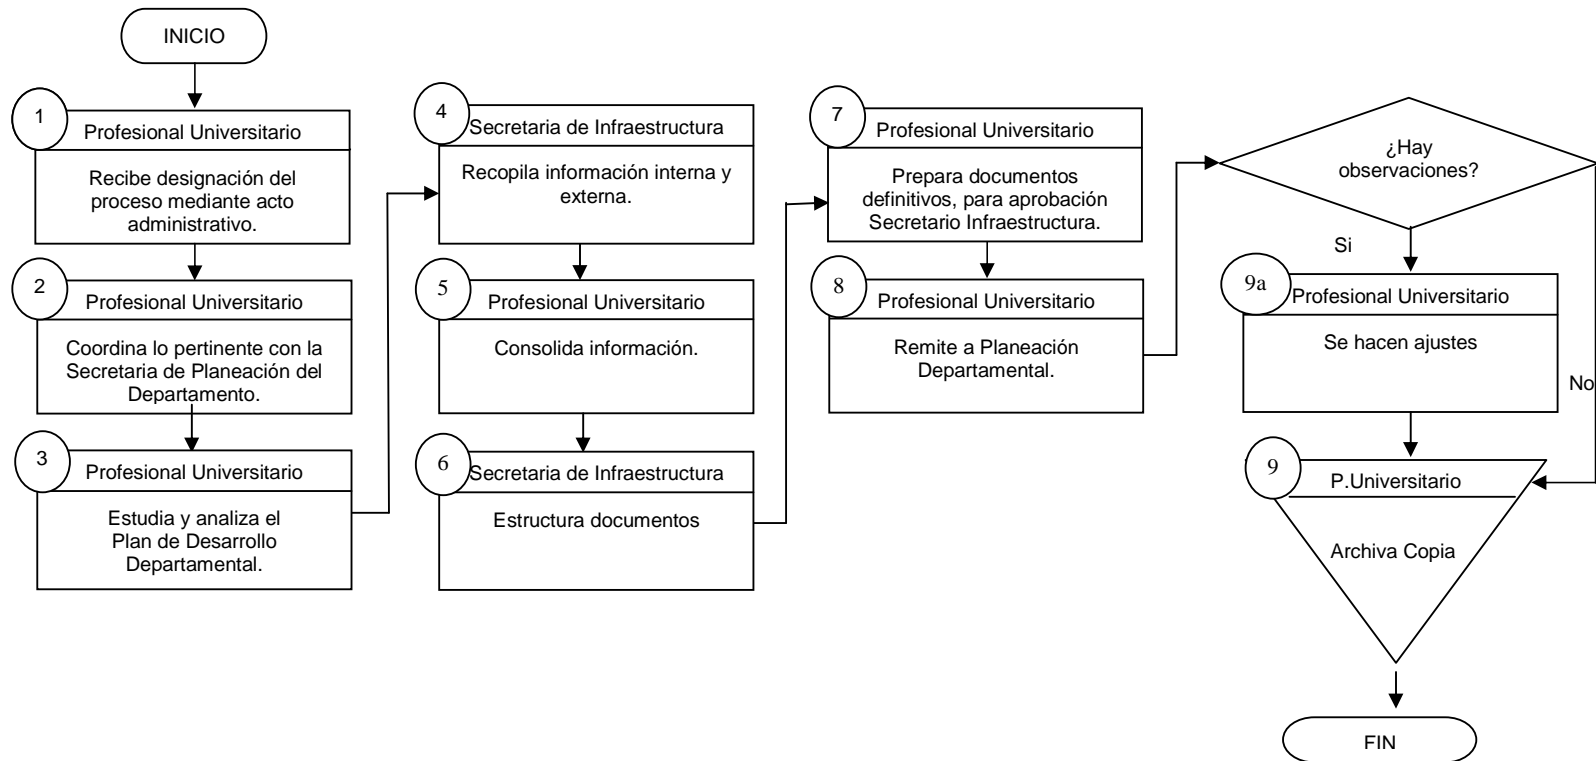 INICIO
1
Profesional Universitario
Recibe designación del
proceso mediante acto
administrativo.
2
Profesional Universitario
Coordina lo pertinente con la
Secretaria de Planeación del
Departamento.
3
Profesional Universitario
Estudia y analiza el
Plan de Desarrollo
Departamental.
4
Secretaria de Infraestructura
Recopila información interna y
externa.
5
Profesional Universitario
Consolida información.
6
Secretaria de Infraestructura
Estructura documentos
7
Profesional Universitario
Prepara documentos
definitivos, para aprobación
Secretario Infraestructura.
8
Profesional Universitario
Remite a Planeación
Departamental.
¿Hay
observaciones?
Si
No
9a
Profesional Universitario
Se hacen ajustes
9
P.Universitario
Archiva Copia
FIN